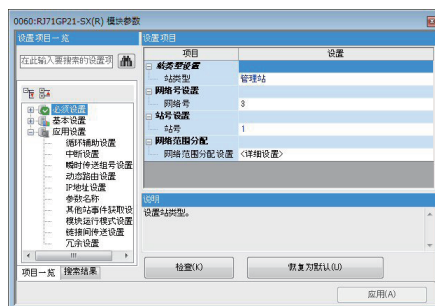 0060:RJ71GP21-SX(R) 模块参数
设置项目一览
在此输入要搜索的设置项
必须设置
基本设置
应用设置
循环辅助设置
中断设置
瞬时传送组号设置
动态路由设置
IP地址设置
参数名称
其他站事件获取设
模块运行模式设置
链接间传送设置
冗余设置
项目一览 搜索结果
设置项目
项目 设置
站类型设置
站类型 管理站
网络号设置
网络号 3
站号设置
站号 1
网络范围分配
网络范围分配设置 <详细设置>
说明
设置站类型。
检查(K) 恢复为默认(U)
应用(A)